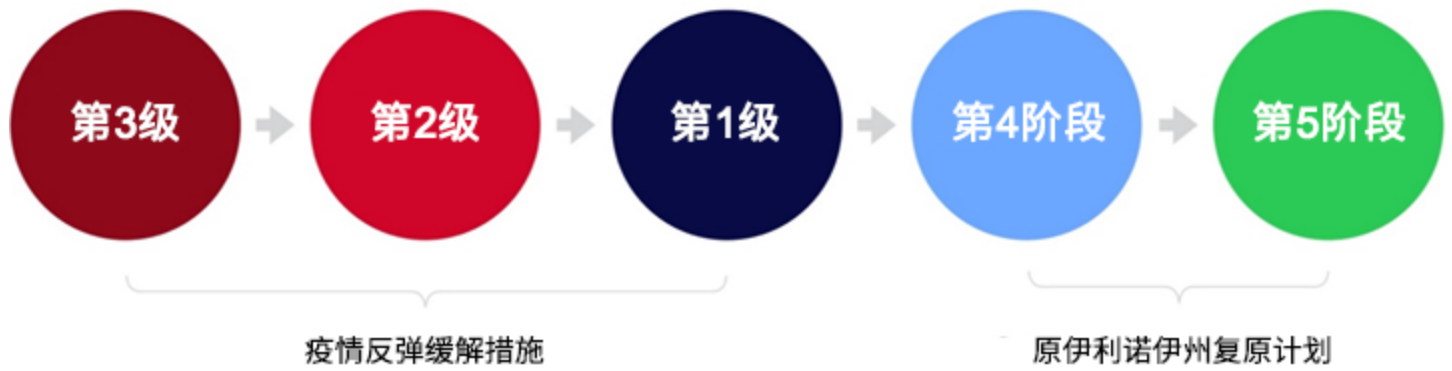 第3级
第2级
第1级
第4阶段
第5阶段
疫情反弹缓解措施
原伊利诺伊州复原计划